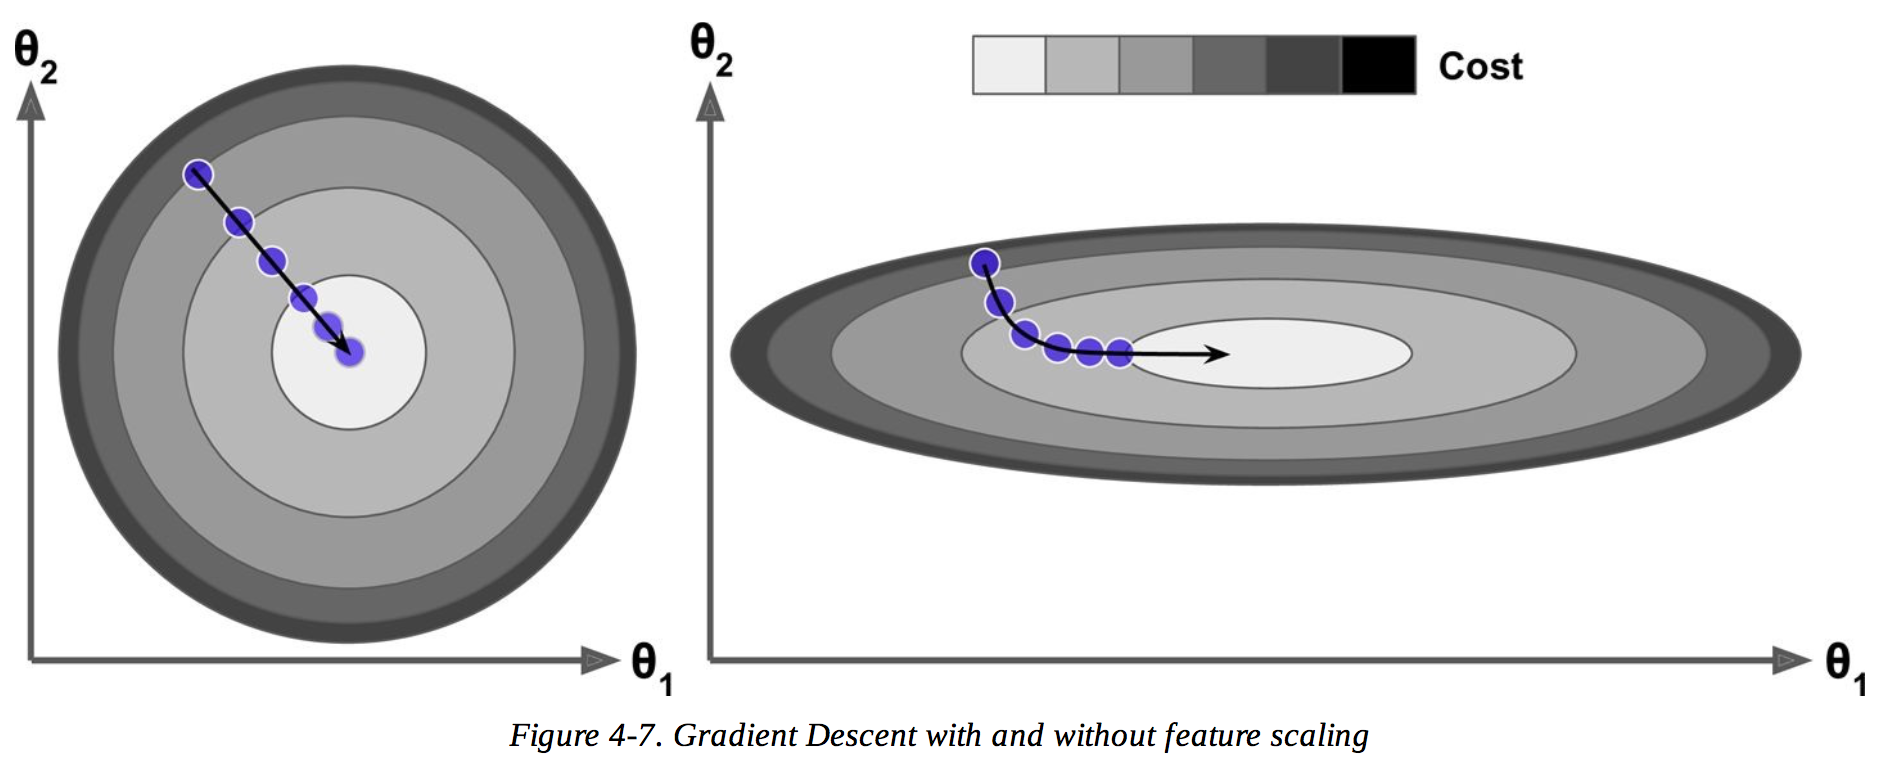 θ₂
θ₂
Cost
θ₁
θ₁
Figure 4-7. Gradient Descent with and without feature scaling